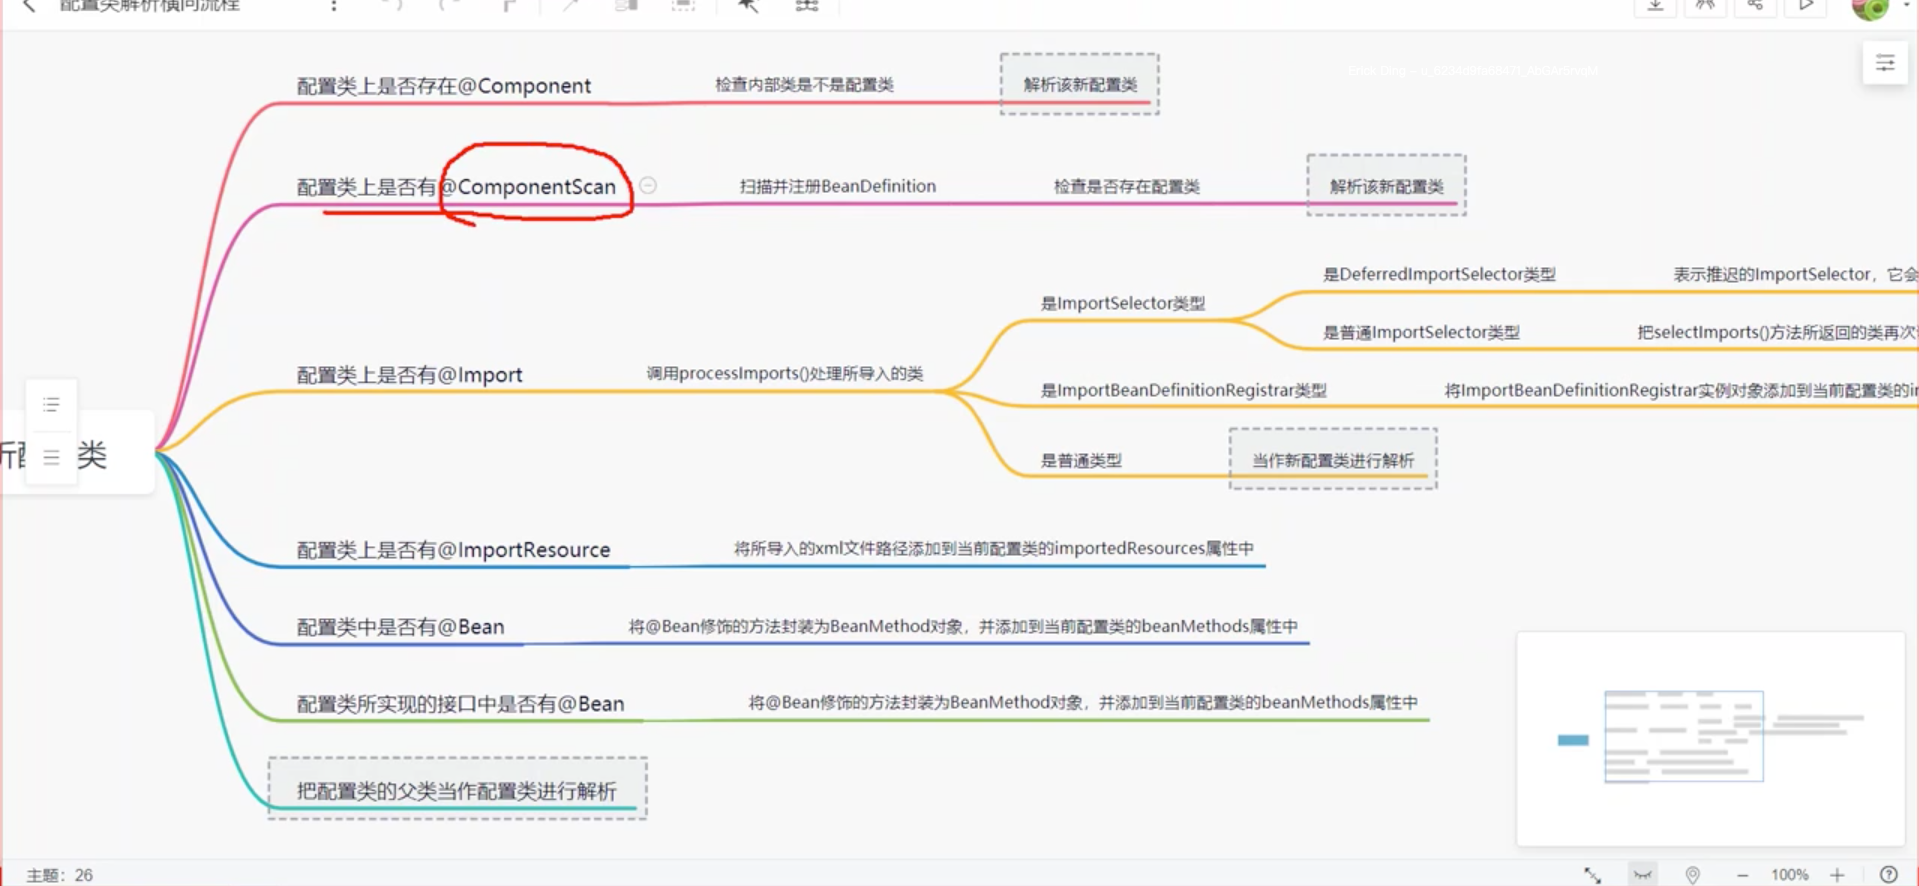 配置类解析横向流程
配置类上是否存在@Component
检查内部类是不是配置类
解析该新配置类
配置类上是否有@ComponentScan
扫描并注册BeanDefinition
检查是否存在配置类
解析该新配置类
是DeferredImportSelector类型
表示推迟的ImportSelector，它会
是ImportSelector类型
是普通ImportSelector类型
把selectImports()方法所返回的类再次
配置类上是否有@Import
调用processImports()处理所导入的类
是ImportBeanDefinitionRegistrar类型
将ImportBeanDefinitionRegistrar实例对象添加到当前配置类的i
是普通类型
当作新配置类进行解析
类
配置类上是否有@ImportResource
将所导入的xml文件路径添加到当前配置类的importedResources属性中
配置类中是否有@Bean
将@Bean修饰的方法封装为BeanMethod对象，并添加到当前配置类的beanMethods属性中
配置类所实现的接口中是否有@Bean
将@Bean修饰的方法封装为BeanMethod对象，并添加到当前配置类的beanMethods属性中
把配置类的父类当作配置类进行解析
主题：26
100%